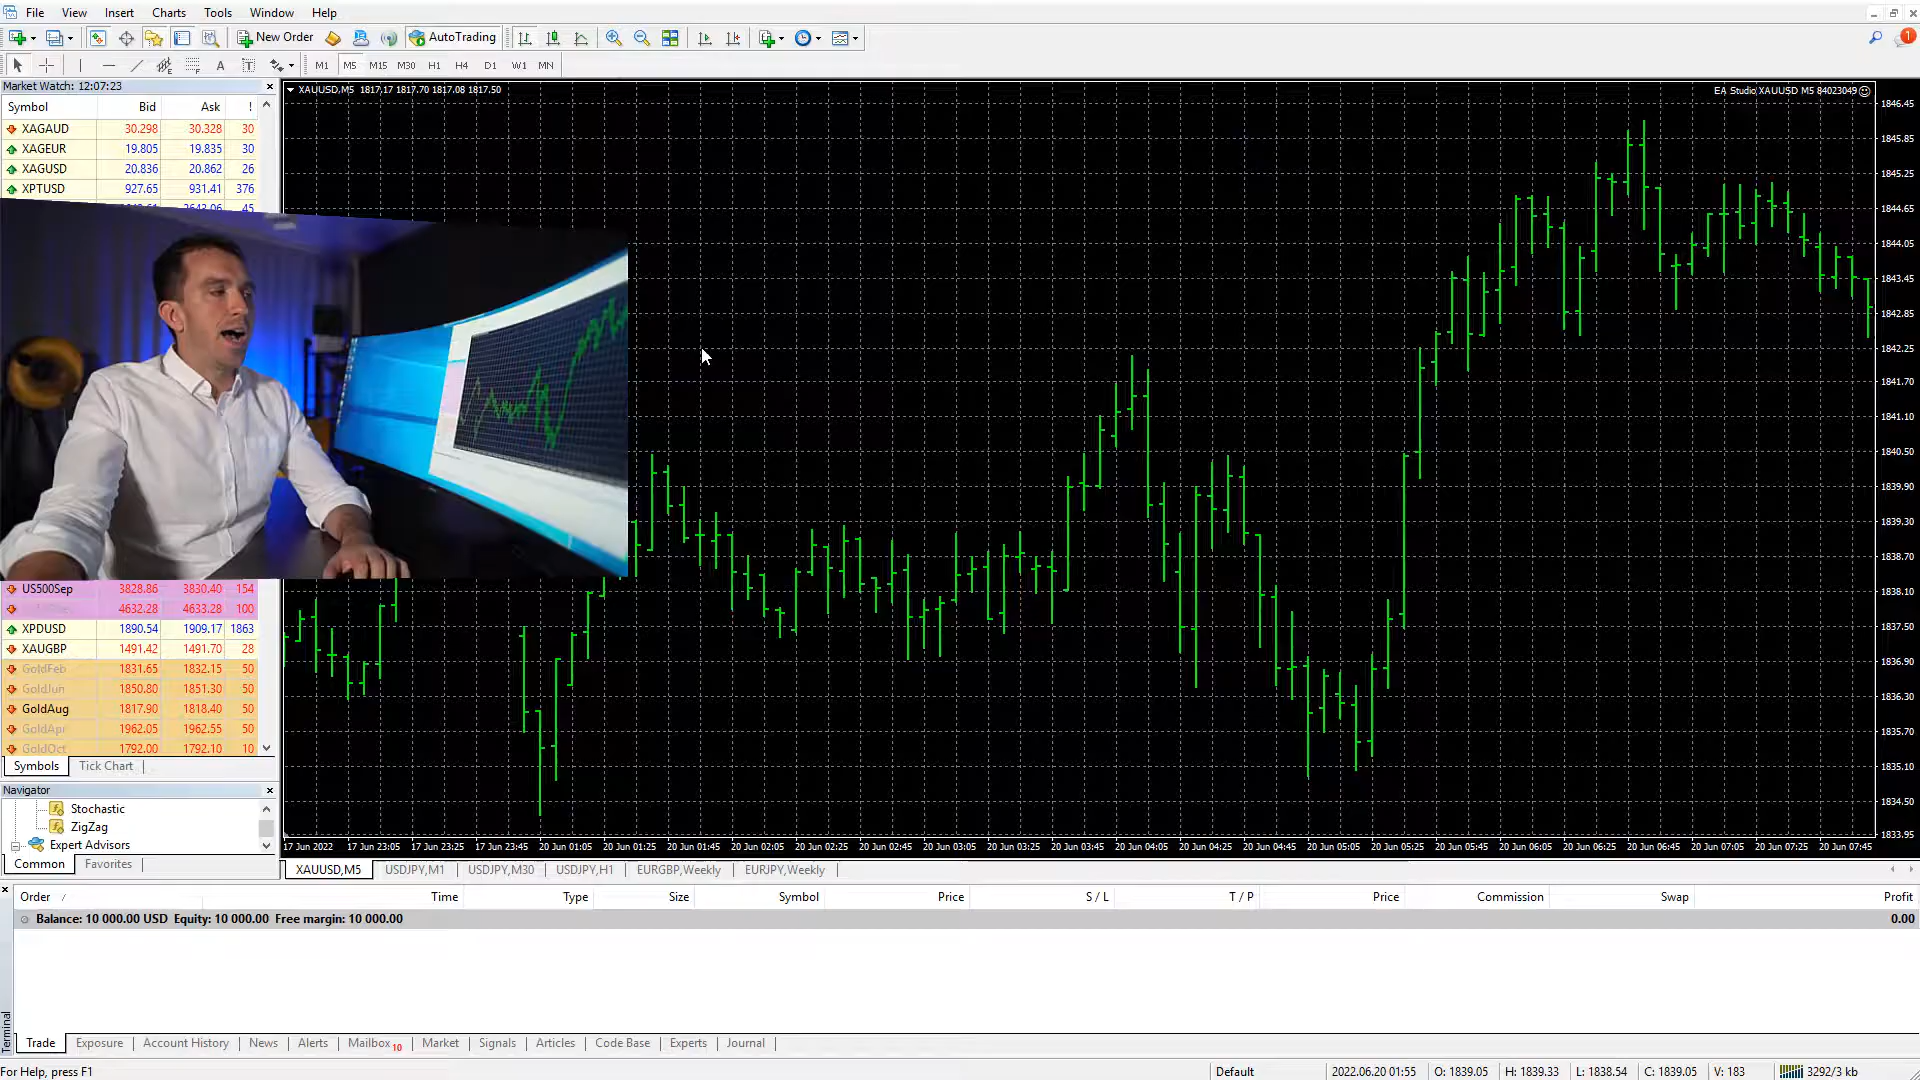 File View Insert Charts Tools Window Help
New Order AutoTrading 1
A T M1 M5 M15 M30 H1 H4 D1 W1 MN
Market Watch: 12:07:23
Symbol Bid Ask !
XAGAUD 30.298 30.328 30
XAGEUR 19.805 19.835 30
XAGUSD 20.836 20.862 26
XPTUSD 927.65 931.41 376
45
US500Sep 3828.86 3830.40 154
4632.28 4633.28 100
XPDUSD 1890.54 1909.17 1863
XAUGBP 1491.42 1491.70 28
GoldFeb 1831.65 1832.15 50
GoldJun 1850.80 1851.30 50
GoldAug 1817.90 1818.40 50
GoldApr 1962.05 1962.55 50
GoldOct 1792.00 1792.10 10
Symbols Tick Chart
Navigator
Stochastic
ZigZag
Expert Advisors
Common Favorites
XAUUSD,M5 1817.17 1817.70 1817.08 1817.50
EA Studio XAUUSD M5 84023049
1846.45
1845.85
1845.25
1844.65
1844.05
1843.45
1842.85
1842.25
1841.70
1841.10
1840.50
1839.90
1839.30
1838.70
1838.10
1837.50
1836.90
1836.30
1835.70
1835.10
1834.50
1833.95
17 Jun 2022 17 Jun 23:05 17 Jun 23:25 17 Jun 23:45 20 Jun 01:05 20 Jun 01:25 20 Jun 01:45 20 Jun 02:05 20 Jun 02:25 20 Jun 02:45 20 Jun 03:05 20 Jun 03:25 20 Jun 03:45 20 Jun 04:05 20 Jun 04:25 20 Jun 04:45 20 Jun 05:05 20 Jun 05:25 20 Jun 05:45 20 Jun 06:05 20 Jun 06:25 20 Jun 06:45 20 Jun 07:05 20 Jun 07:25 20 Jun 07:45
XAUUSD,M5 USDJPY,M1 USDJPY,M30 USDJPY,H1 EURGBP,Weekly EURJPY,Weekly
Order Time Type Size Symbol Price S / L T / P Price Commission Swap Profit
Balance: 10 000.00 USD Equity: 10 000.00 Free margin: 10 000.00 0.00
Terminal
Trade Exposure Account History News Alerts Mailbox 10 Market Signals Articles Code Base Experts Journal
For Help, press F1 Default 2022.06.20 01:55 O: 1839.05 H: 1839.33 L: 1838.54 C: 1839.05 V: 183 3292/3 kb